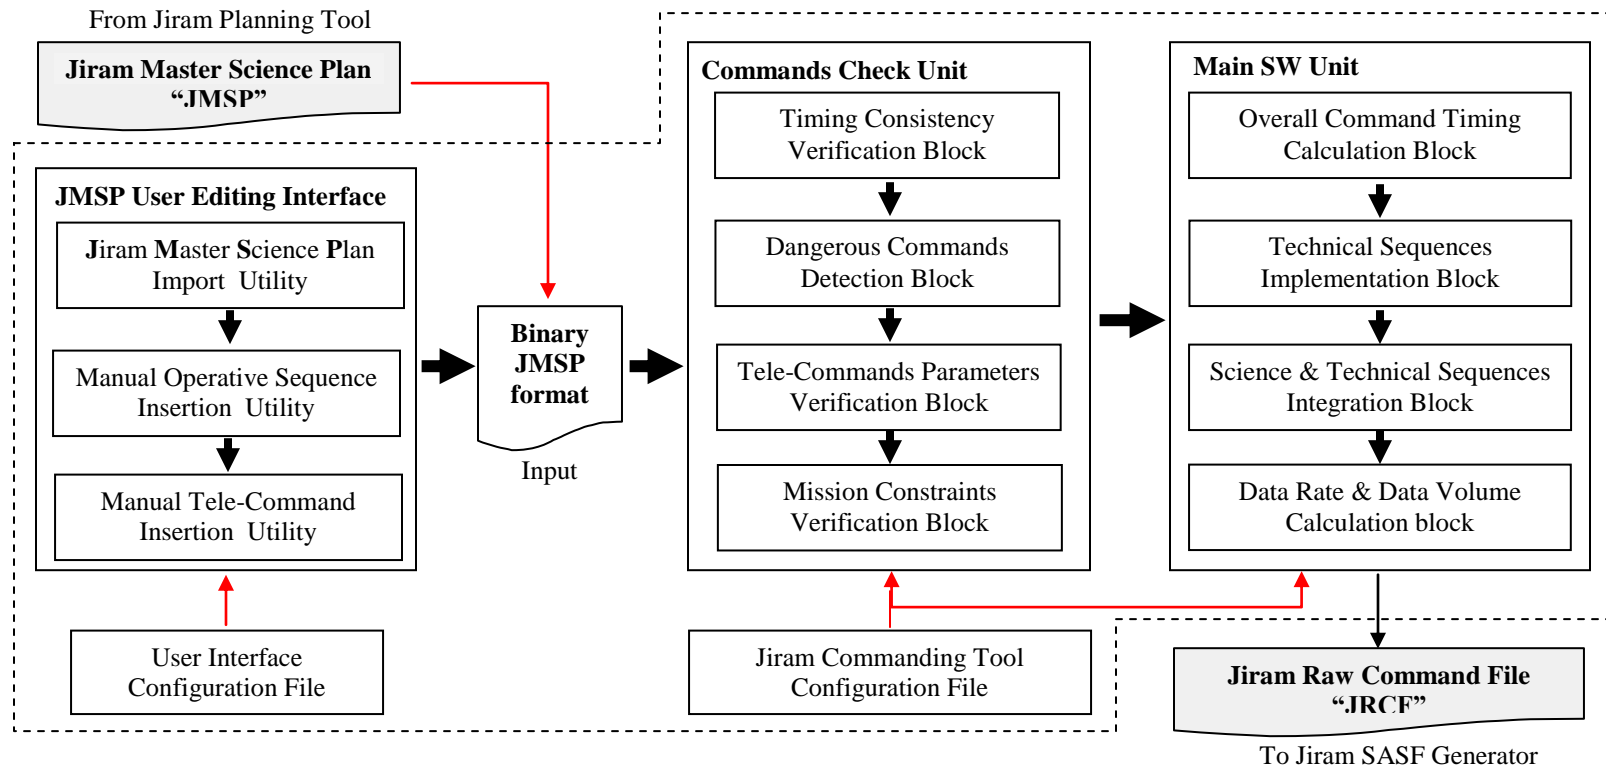 From Jiram Planning Tool
Jiram Master Science Plan
“JMSP”
JMSP User Editing Interface
Jiram Master Science Plan
Import Utility
Manual Operative Sequence
Insertion Utility
Manual Tele-Command
Insertion Utility
User Interface
Configuration File
Binary
JMSP
format
Input
Commands Check Unit
Timing Consistency
Verification Block
Dangerous Commands
Detection Block
Tele-Commands Parameters
Verification Block
Mission Constraints
Verification Block
Jiram Commanding Tool
Configuration File
Main SW Unit
Overall Command Timing
Calculation Block
Technical Sequences
Implementation Block
Science & Technical Sequences
Integration Block
Data Rate & Data Volume
Calculation block
Jiram Raw Command File
“JRCF”
To Jiram SASF Generator